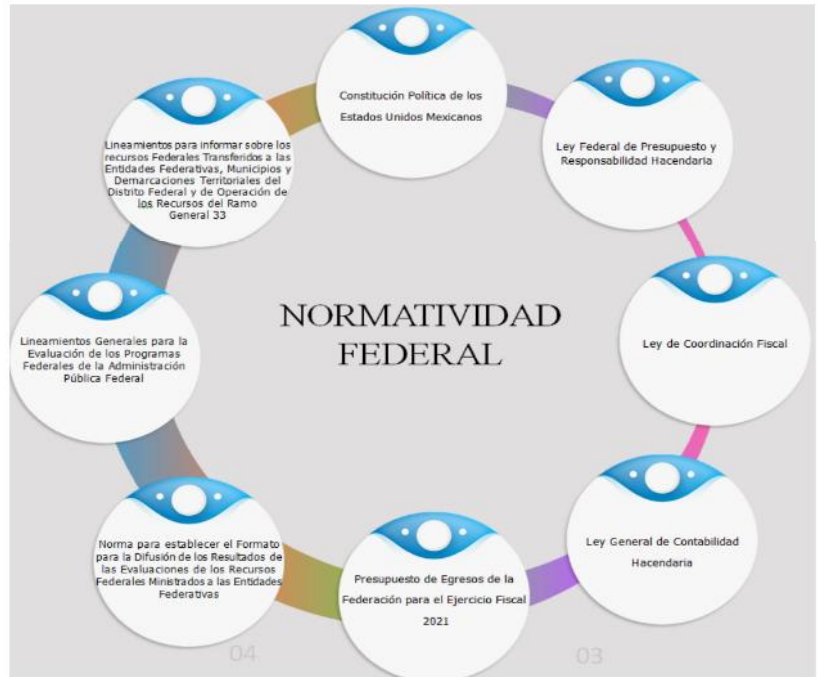 Constitución Política de los
Estados Unidos Mexicanos
Ley Federal de Presupuesto y
Responsabilidad Hacendaria
Ley de Coordinación Fiscal
Ley General de Contabilidad
Hacendaria
Presupuesto de Egresos de la
Federación para el Ejercicio Fiscal
2021
Norma para establecer el Formato
para la Difusión de los Resultados de
las Evaluaciones de los Recursos
Federales Ministrados a las Entidades
Federativas
Lineamientos Generales para la
Evaluación de los Programas
Federales de la Administración
Pública Federal
Lineamientos para informar sobre los
recursos Federales Transferidos a las
Entidades Federativas, Municipios y
Demarcaciones Territoriales del
Distrito Federal y de Operación de
los Recursos del Ramo
General 33
NORMATIVIDAD
FEDERAL
04
03